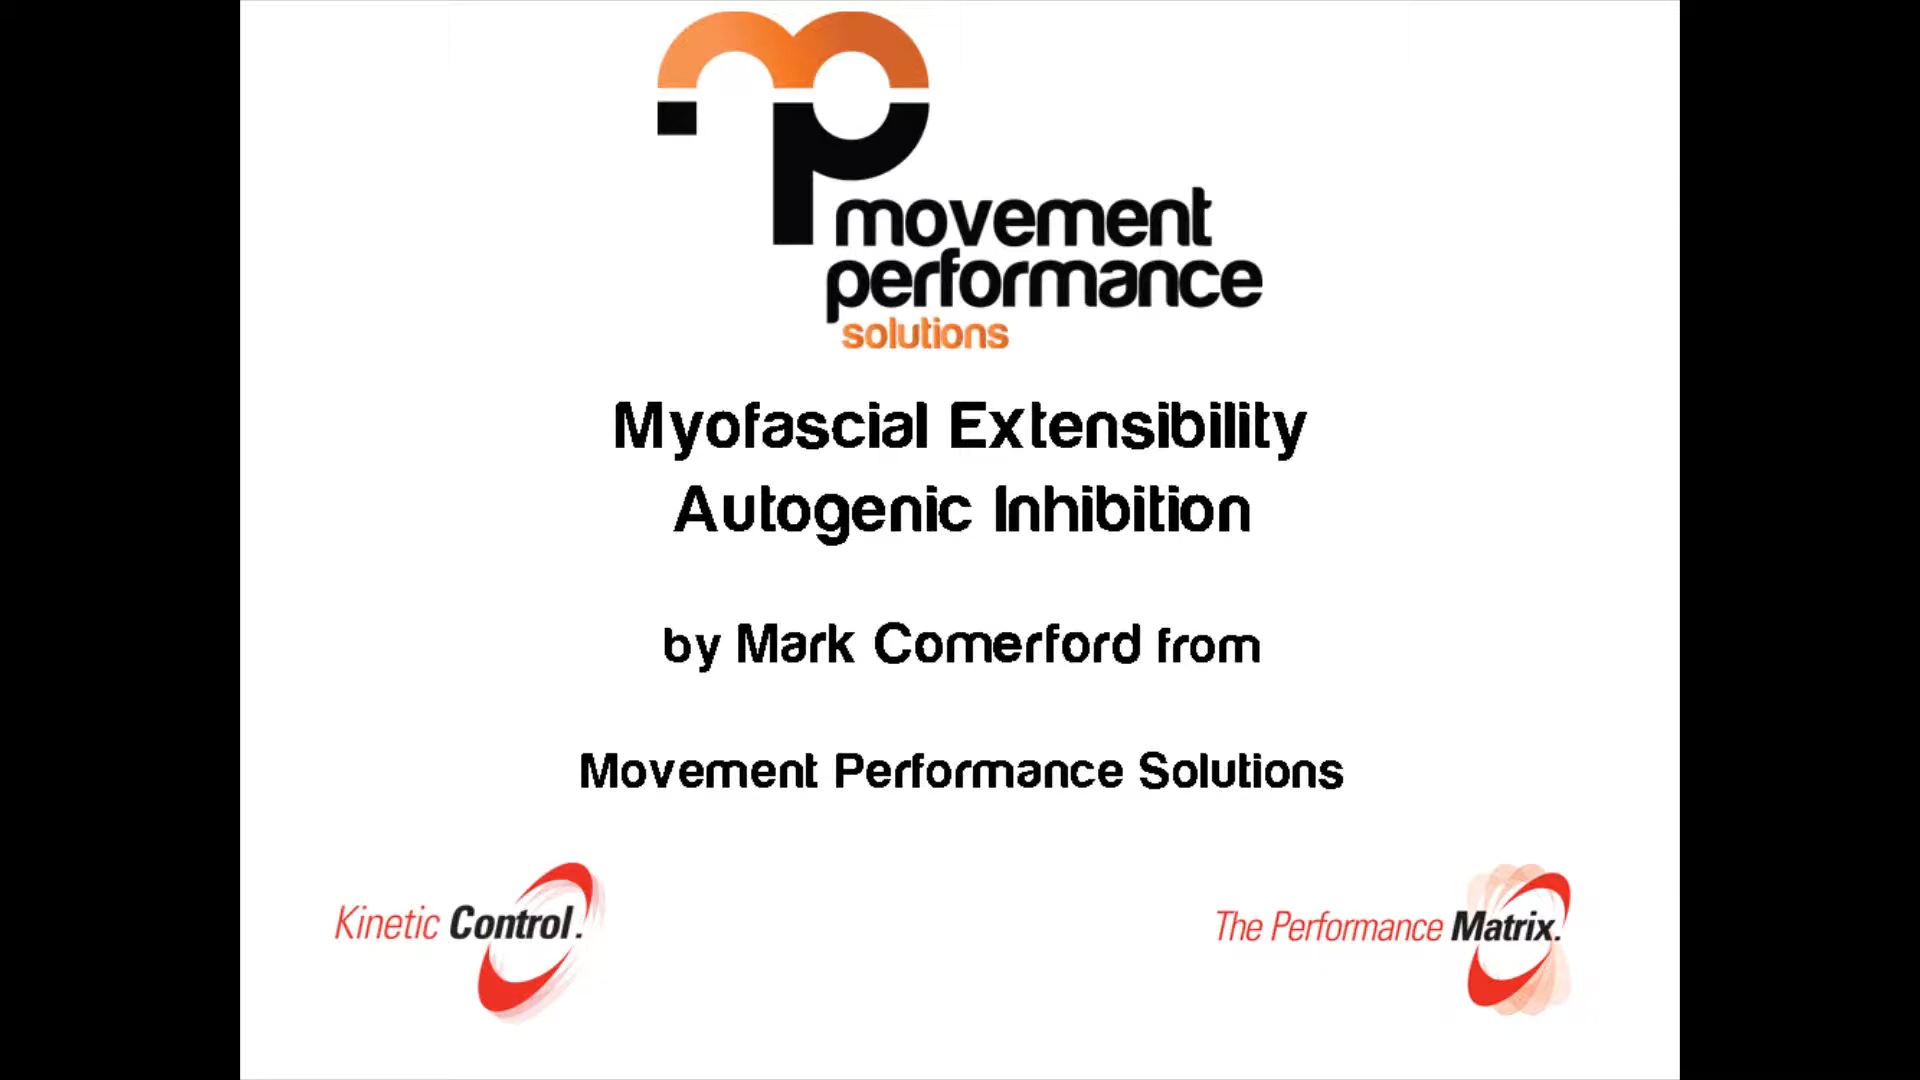 mp
movement
performance
solutions
Myofascial Extensibility
Autogenic Inhibition
by Mark Comerford from
Movement Performance Solutions
Kinetic Control.
The Performance Matrix.